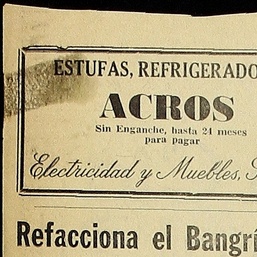 ESTUFAS, REFRIGERADO
ACROS
Sin Enganche, hasta 24 meses
para pagar
Electricidad y Muebles, S
Refacciona el Bangrí